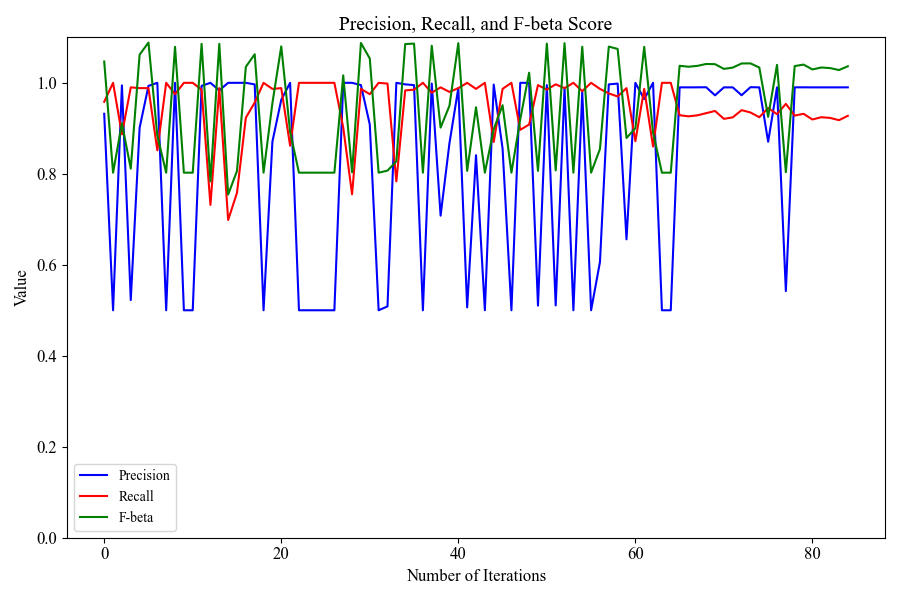 Precision, Recall, and F-beta Score
1.0
0.8
0.6
0.4
0.2
0.0
Value
Precision
Recall
F-beta
0 20 40 60 80
Number of Iterations